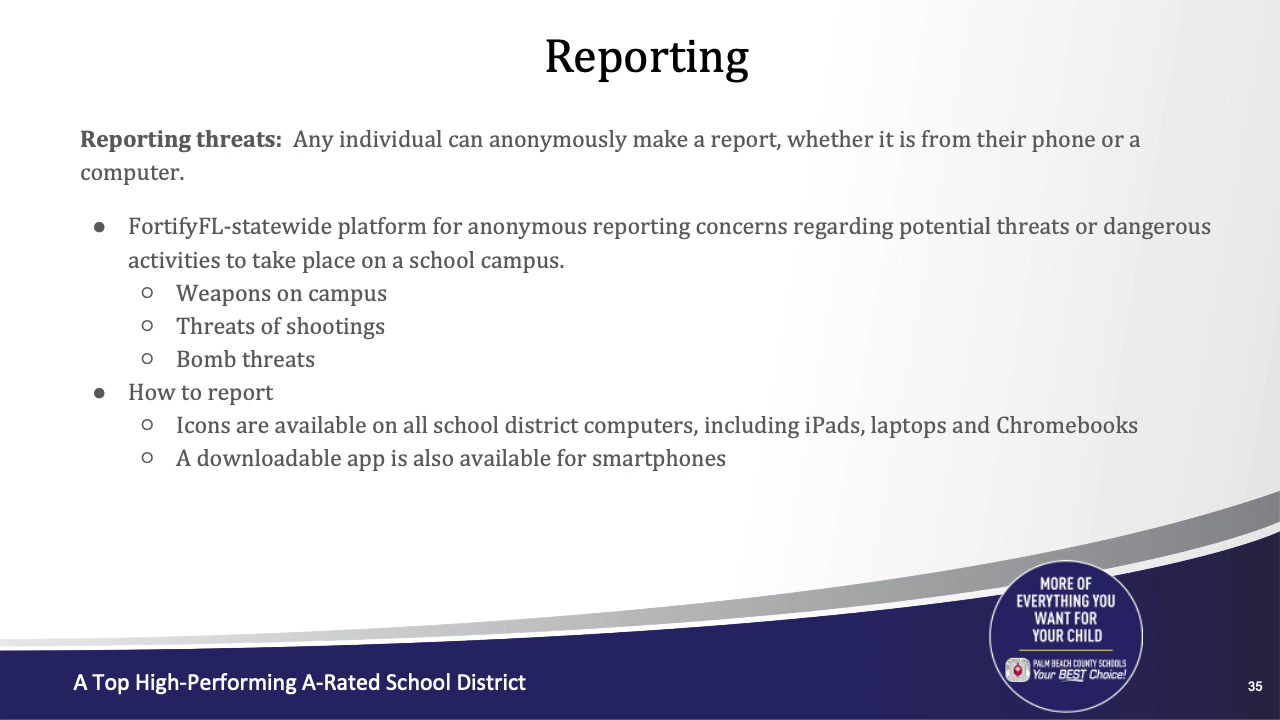 Reporting
Reporting threats:  Any individual can anonymously make a report, whether it is from their phone or a
computer.
● FortifyFL-statewide platform for anonymous reporting concerns regarding potential threats or dangerous
activities to take place on a school campus.
○ Weapons on campus
○ Threats of shootings
○ Bomb threats
● How to report
○ Icons are available on all school district computers, including iPads, laptops and Chromebooks
○ A downloadable app is also available for smartphones
MORE OF
EVERYTHING YOU
WANT FOR
YOUR CHILD
PALM BEACH COUNTY SCHOOLS
Your BEST Choice!
A Top High-Performing A-Rated School District
35